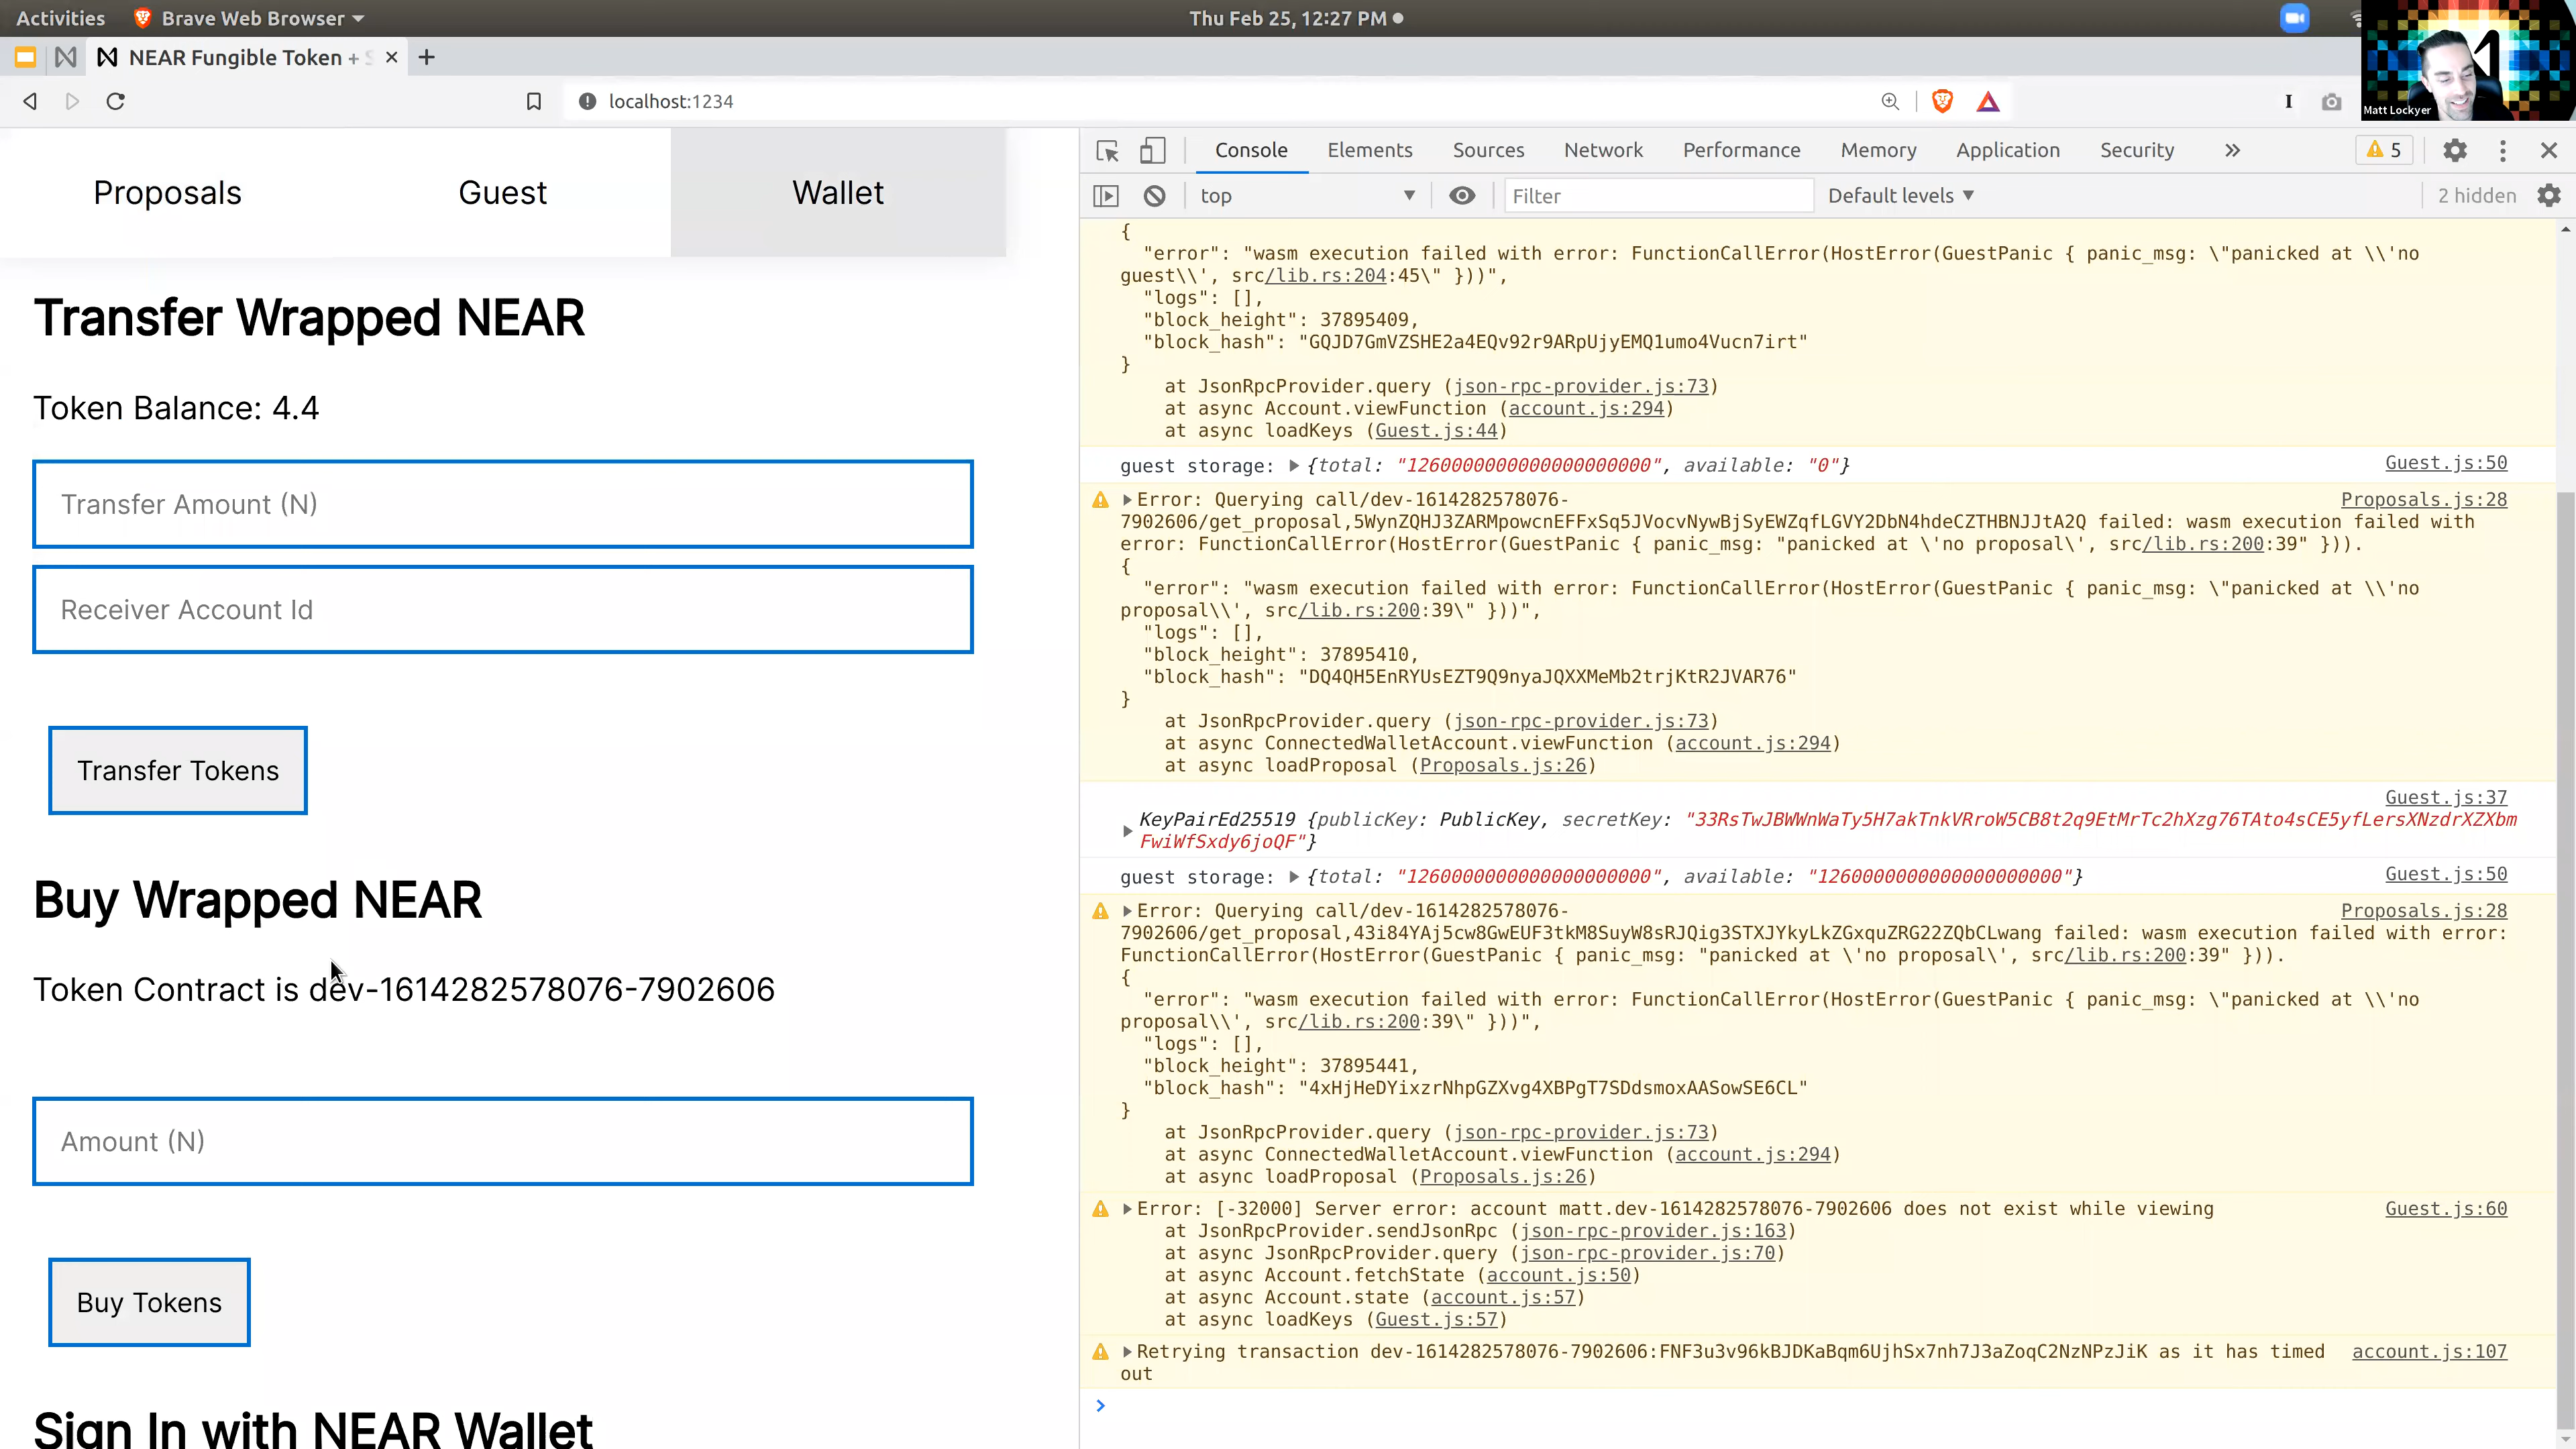 Activities
Brave Web Browser
Thu Feb 25, 12:27 PM
NEAR Fungible Token +
localhost:1234
Matt Lockyer
Proposals
Guest
Wallet
Transfer Wrapped NEAR
Token Balance: 4.4
Transfer Amount (N)
Receiver Account Id
Transfer Tokens
Buy Wrapped NEAR
Token Contract is dev-1614282578076-7902606
Amount (N)
Buy Tokens
Sign In with NEAR Wallet
Console
Elements
Sources
Network
Performance
Memory
Application
Security
5
top
Filter
Default levels
2 hidden
{
"error": "wasm execution failed with error: FunctionCallError(HostError(GuestPanic { panic_msg: \"panicked at \\'no
guest\\', src/lib.rs:204:45\" }))",
"logs": [],
"block_height": 37895409,
"block_hash": "GQJD7GmVZSHE2a4EQv92r9ARpUjyEMQ1umo4Vucn7irt"
}
at JsonRpcProvider.query (json-rpc-provider.js:73)
at async Account.viewFunction (account.js:294)
at async loadKeys (Guest.js:44)
guest storage: {total: "1260000000000000000000", available: "0"} Guest.js:50
Error: Querying call/dev-1614282578076- Proposals.js:28
7902606/get_proposal,5WynZQHJ3ZARMpowcnEFFxSq5JVocvNywBjSyEWZqfLGVY2DbN4hdeCZTHBNJJtA2Q failed: wasm execution failed with
error: FunctionCallError(HostError(GuestPanic { panic_msg: "panicked at \'no proposal\', src/lib.rs:200:39" })).
{
"error": "wasm execution failed with error: FunctionCallError(HostError(GuestPanic { panic_msg: \"panicked at \\'no
proposal\\', src/lib.rs:200:39\" }))",
"logs": [],
"block_height": 37895410,
"block_hash": "DQ4QH5EnRYUsEZT9Q9nyaJQXXMeMb2trjKtR2JVAR76"
}
at JsonRpcProvider.query (json-rpc-provider.js:73)
at async ConnectedWalletAccount.viewFunction (account.js:294)
at async loadProposal (Proposals.js:26)
Guest.js:37
KeyPairEd25519 {publicKey: PublicKey, secretKey: "33RsTwJBWWnWaTy5H7akTnkVRroW5CB8t2q9EtMrTc2hXzg76TAto4sCE5yfLersXNzdrXZXbm
FwiWfSxdy6joQF"}
guest storage: {total: "1260000000000000000000", available: "1260000000000000000000"} Guest.js:50
Error: Querying call/dev-1614282578076- Proposals.js:28
7902606/get_proposal,43i84YAj5cw8GwEUF3tkM8SuyW8sRJQig3STXJYkyLkZGxquZRG22ZQbCLwang failed: wasm execution failed with error:
FunctionCallError(HostError(GuestPanic { panic_msg: "panicked at \'no proposal\', src/lib.rs:200:39" })).
{
"error": "wasm execution failed with error: FunctionCallError(HostError(GuestPanic { panic_msg: \"panicked at \\'no
proposal\\', src/lib.rs:200:39\" }))",
"logs": [],
"block_height": 37895441,
"block_hash": "4xHjHeDYixzrNhpGZXvg4XBPgT7SDdsmoxAASowSE6CL"
}
at JsonRpcProvider.query (json-rpc-provider.js:73)
at async ConnectedWalletAccount.viewFunction (account.js:294)
at async loadProposal (Proposals.js:26)
Error: [-32000] Server error: account matt.dev-1614282578076-7902606 does not exist while viewing Guest.js:60
at JsonRpcProvider.sendJsonRpc (json-rpc-provider.js:163)
at async JsonRpcProvider.query (json-rpc-provider.js:70)
at async Account.fetchState (account.js:50)
at async Account.state (account.js:57)
at async loadKeys (Guest.js:57)
Retrying transaction dev-1614282578076-7902606:FNF3u3v96kBJDKaBqm6UjhSx7nh7J3aZoqC2NzNPzJiK as it has timed account.js:107
out